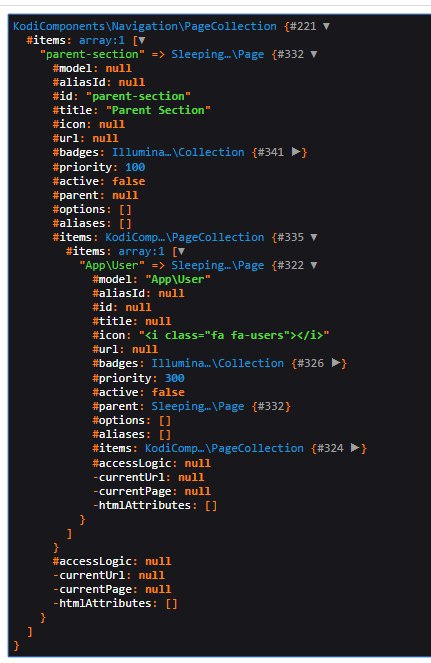 KodiComponents\Navigation\PageCollection {#221 ▼
  #items: array:1 [▼
    "parent-section" => Sleeping…\Page {#332 ▼
      #model: null
      #aliasId: null
      #id: "parent-section"
      #title: "Parent Section"
      #icon: null
      #url: null
      #badges: Illumina…\Collection {#341 ▶}
      #priority: 100
      #active: false
      #parent: null
      #options: []
      #aliases: []
      #items: KodiComp…\PageCollection {#335 ▼
        #items: array:1 [▼
          "App\User" => Sleeping…\Page {#322 ▼
            #model: "App\User"
            #aliasId: null
            #id: null
            #title: null
            #icon: "<i class="fa fa-users"></i>"
            #url: null
            #badges: Illumina…\Collection {#326 ▶}
            #priority: 300
            #active: false
            #parent: Sleeping…\Page {#332}
            #options: []
            #aliases: []
            #items: KodiComp…\PageCollection {#324 ▶}
            #accessLogic: null
            -currentUrl: null
            -currentPage: null
            -htmlAttributes: []
          }
        ]
      }
      #accessLogic: null
      -currentUrl: null
      -currentPage: null
      -htmlAttributes: []
    }
  ]
}